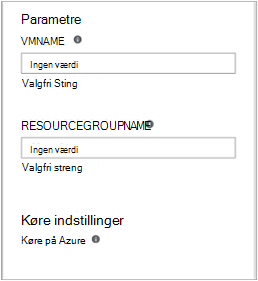 Parametre
VMNAME
Ingen værdi
Valgfri Sting
RESOURCEGROUPNAME
Ingen værdi
Valgfri streng
Køre indstillinger
Køre på Azure